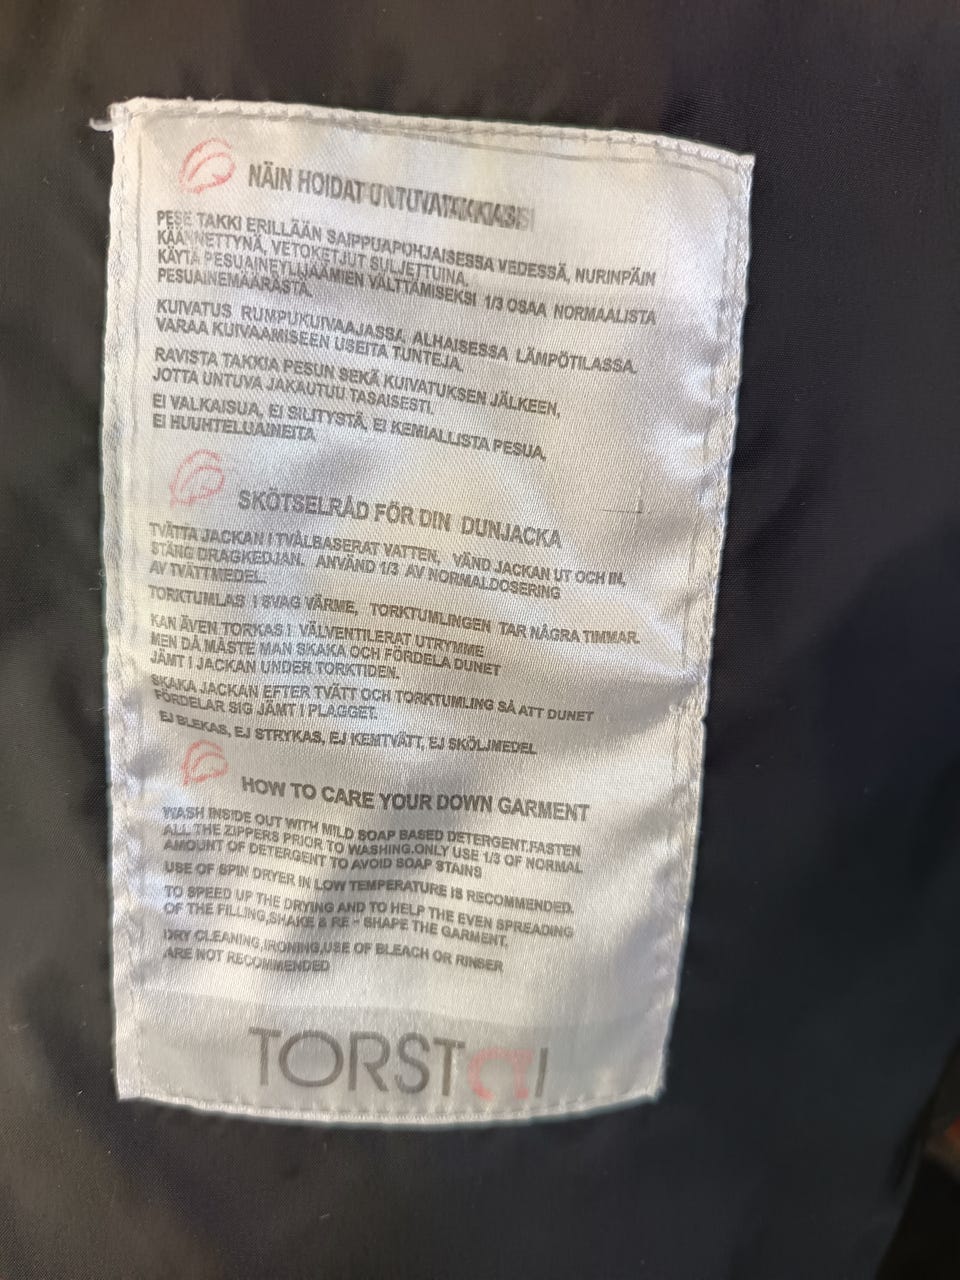 NÄIN HOIDAT UNTUVATAKKIASI
PESE TAKKI ERILLÄÄN SAIPPUAPOHJAISESSA VEDESSÄ, NURINPÄIN
KÄÄNNETTYNÄ, VETOKETJUT SULJETTUINA.
KÄYTÄ PESUAINEYLIJÄÄMIEN VÄLTTÄMISEKSI 1/3 OSAA NORMAALISTA
PESUAINEMÄÄRÄSTÄ.
KUIVATUS RUMPUKUIVAAJASSA, ALHAISESSA LÄMPÖTILASSA.
VARAA KUIVAAMISEEN USEITA TUNTEJA.
RAVISTA TAKKIA PESUN SEKÄ KUIVATUKSEN JÄLKEEN,
JOTTA UNTUVA JAKAUTUU TASAISESTI.
EI VALKAISUA, EI SILITYSTÄ, EI KEMIALLISTA PESUA,
EI HUUHTELUAINEITA
SKÖTSELRÅD FÖR DIN DUNJACKA
TVÄTTA JACKAN I TVÅLBASERAT VATTEN, VÄND JACKAN UT OCH IN,
STÄNG DRAGKEDJAN. ANVÄND 1/3 AV NORMALDOSERING
AV TVÄTTMEDEL.
TORKTUMLAS I SVAG VÄRME, TORKTUMLINGEN TAR NÅGRA TIMMAR.
KAN ÄVEN TORKAS I VÄLVENTILERAT UTRYMME
MEN DÅ MÅSTE MAN SKAKA OCH FÖRDELA DUNET
JÄMT I JACKAN UNDER TORKTIDEN.
SKAKA JACKAN EFTER TVÄTT OCH TORKTUMLING SÅ ATT DUNET
FÖRDELAR SIG JÄMT I PLAGGET.
EJ BLEKAS, EJ STRYKAS, EJ KEMTVÄTT, EJ SKÖLJMEDEL
HOW TO CARE YOUR DOWN GARMENT
WASH INSIDE OUT WITH MILD SOAP BASED DETERGENT.FASTEN
ALL THE ZIPPERS PRIOR TO WASHING.ONLY USE 1/3 OF NORMAL
AMOUNT OF DETERGENT TO AVOID SOAP STAINS
USE OF SPIN DRYER IN LOW TEMPERATURE IS RECOMMENDED.
TO SPEED UP THE DRYING AND TO HELP THE EVEN SPREADING
OF THE FILLING,SHAKE & RE - SHAPE THE GARMENT.
DRY CLEANING,IRONING,USE OF BLEACH OR RINSER
ARE NOT RECOMMENDED
TORSTAI